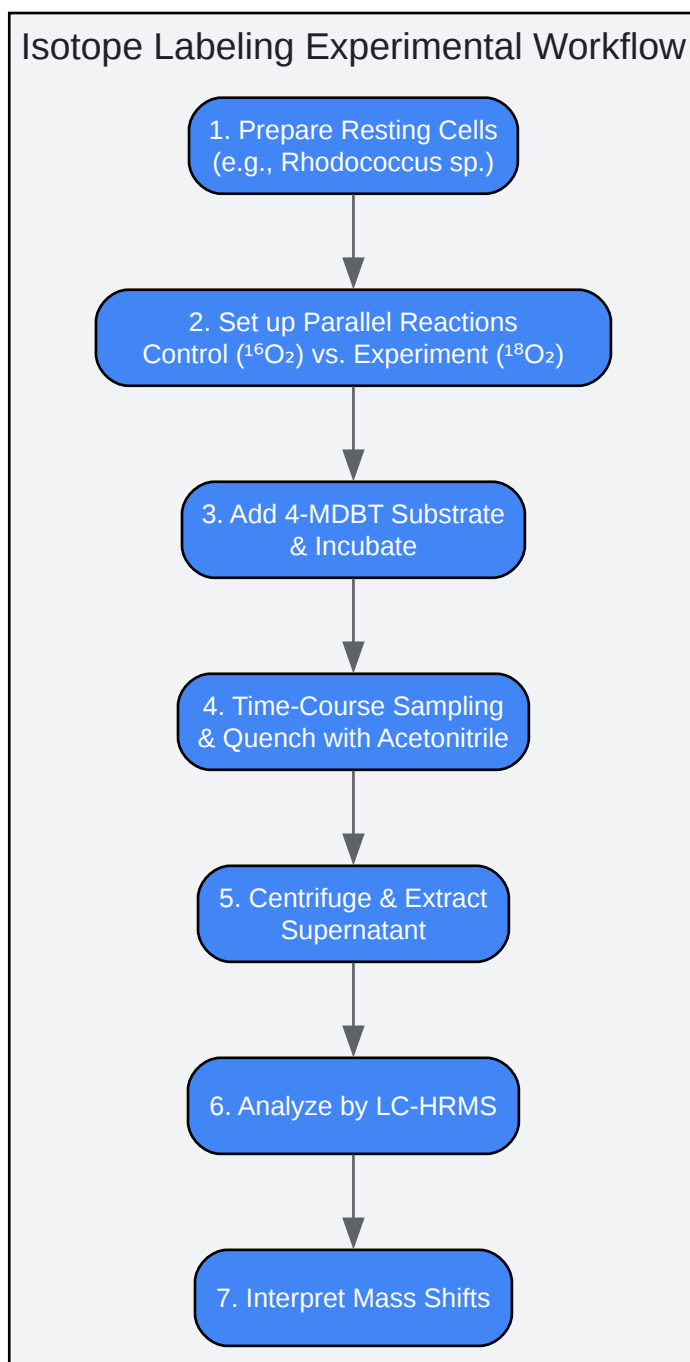 Isotope Labeling Experimental Workflow
1. Prepare Resting Cells
(e.g., Rhodococcus sp.)
2. Set up Parallel Reactions
Control (¹⁶O₂) vs. Experiment (¹⁸O₂)
3. Add 4-MDBT Substrate
& Incubate
4. Time-Course Sampling
& Quench with Acetonitrile
5. Centrifuge & Extract
Supernatant
6. Analyze by LC-HRMS
7. Interpret Mass Shifts